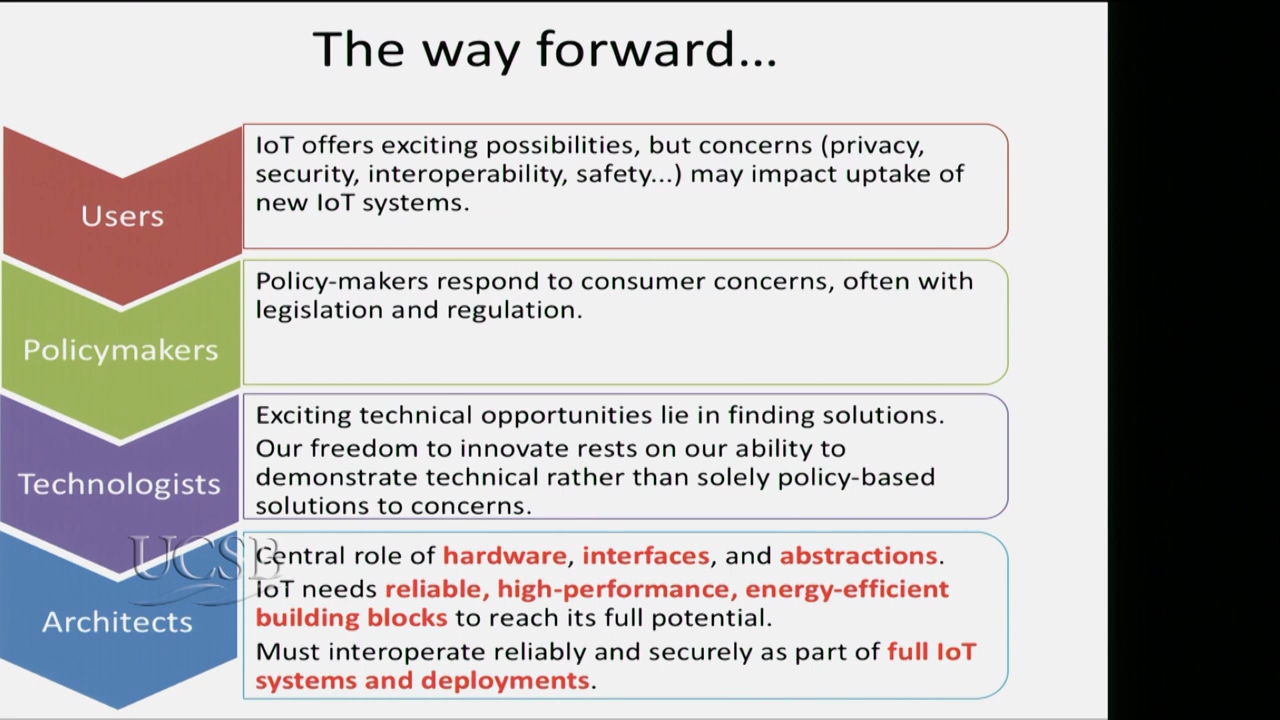 The way forward...
Users
IoT offers exciting possibilities, but concerns (privacy,
security, interoperability, safety...) may impact uptake of
new IoT systems.
Policymakers
Policy-makers respond to consumer concerns, often with
legislation and regulation.
Technologists
Exciting technical opportunities lie in finding solutions.
Our freedom to innovate rests on our ability to
demonstrate technical rather than solely policy-based
solutions to concerns.
UCSB
Architects
Central role of hardware, interfaces, and abstractions.
IoT needs reliable, high-performance, energy-efficient
building blocks to reach its full potential.
Must interoperate reliably and securely as part of full IoT
systems and deployments.